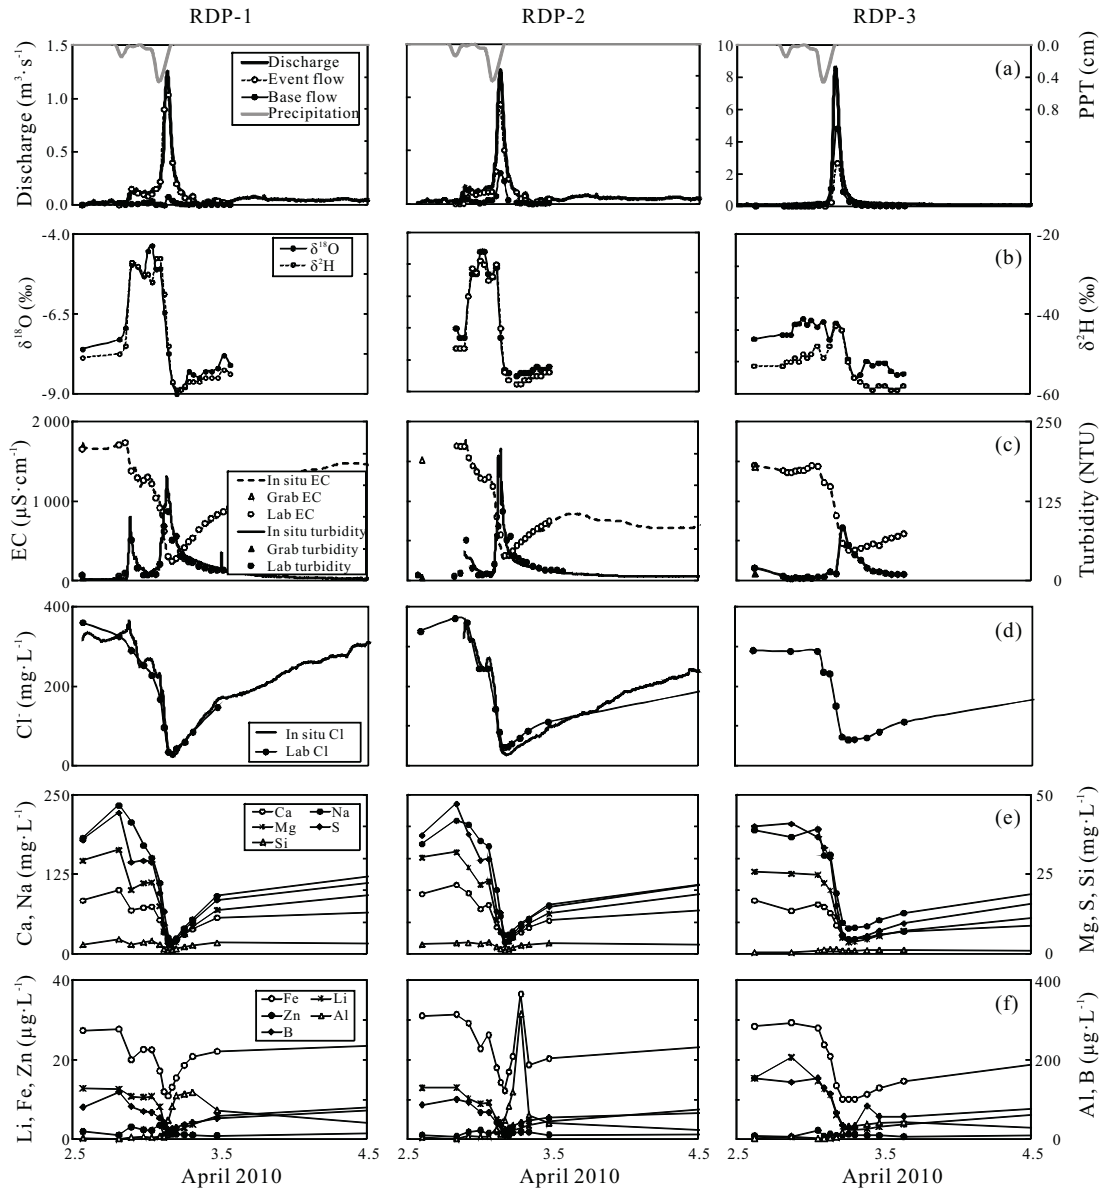 RDP-1 RDP-2 RDP-3
1.5 10 0.0
Discharge
Event flow
Base flow
Precipitation
(a)
1.0 8 0.4
6 0.8
0.5 4
2
0.0 0
Discharge (m³·s⁻¹)
PPT (cm)
-4.0 -20
δ¹⁸O
δ²H
(b)
-6.5 -40
-9.0 -60
δ¹⁸O (‰)
δ²H (‰)
2 000 250
(c)
In situ EC
Grab EC
Lab EC
In situ turbidity
Grab turbidity
Lab turbidity
1 000 125
0 0
EC (μS·cm⁻¹)
Turbidity (NTU)
400
(d)
200
In situ Cl
Lab Cl
0
Cl⁻ (mg·L⁻¹)
250 50
Ca Na
Mg S
Si
(e)
125 25
0 0
Ca, Na (mg·L⁻¹)
Mg, S, Si (mg·L⁻¹)
40 400
Fe Li
Zn Al
B
(f)
20 200
0 0
Li, Fe, Zn (μg·L⁻¹)
Al, B (μg·L⁻¹)
2.5 3.5 4.5 2.5 3.5 4.5 2.5 3.5 4.5
April 2010 April 2010 April 2010